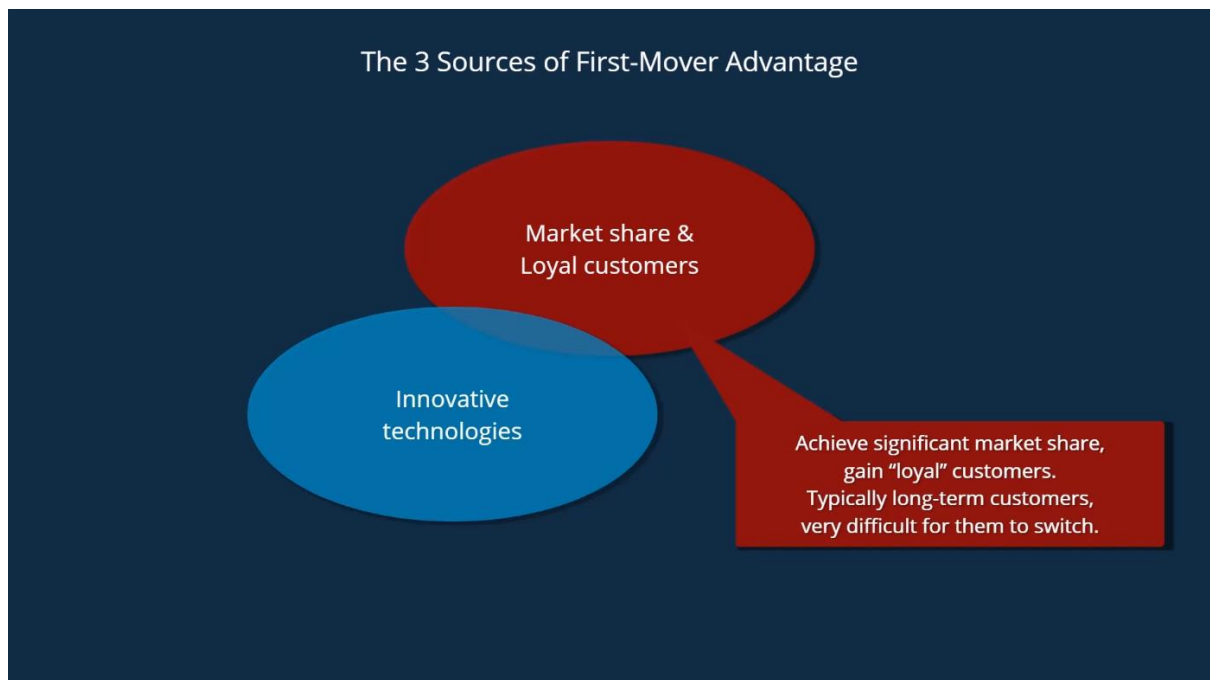 The 3 Sources of First-Mover Advantage
Market share &
Loyal customers
Innovative
technologies
Achieve significant market share,
gain “loyal” customers.
Typically long-term customers,
very difficult for them to switch.